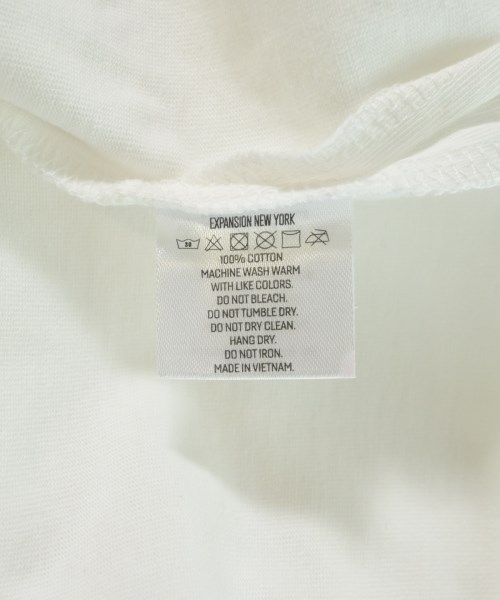 EXPANSION NEW YORK
30
100% COTTON
MACHINE WASH WARM
WITH LIKE COLORS.
DO NOT BLEACH.
DO NOT TUMBLE DRY.
DO NOT DRY CLEAN.
HANG DRY.
DO NOT IRON.
MADE IN VIETNAM.